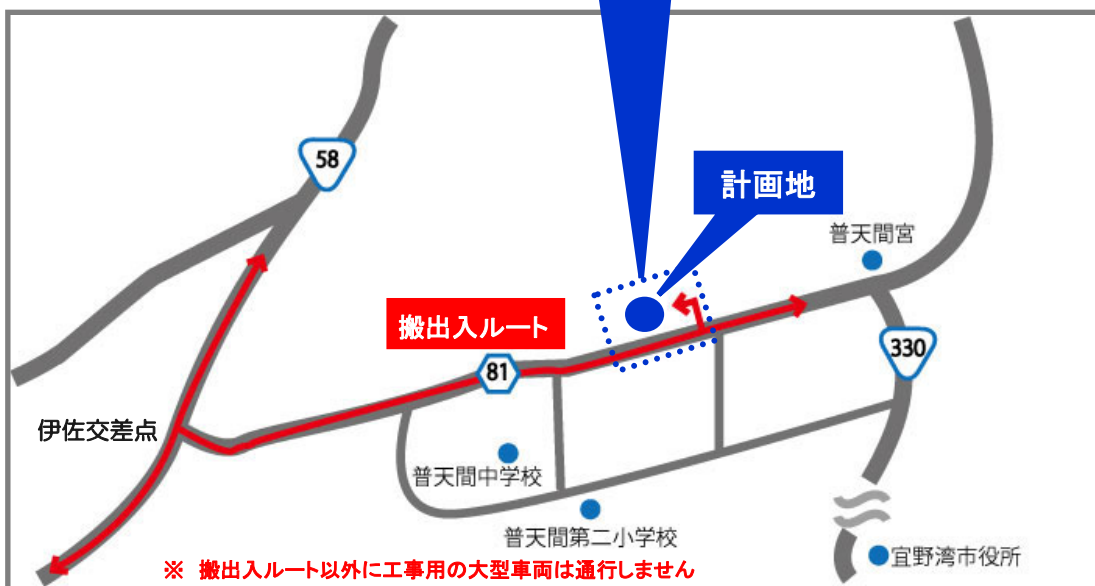 58
計画地
普天間宮
搬出入ルート
330
81
伊佐交差点
普天間中学校
普天間第二小学校
宜野湾市役所
※ 搬出入ルート以外に工事用の大型車両は通行しません